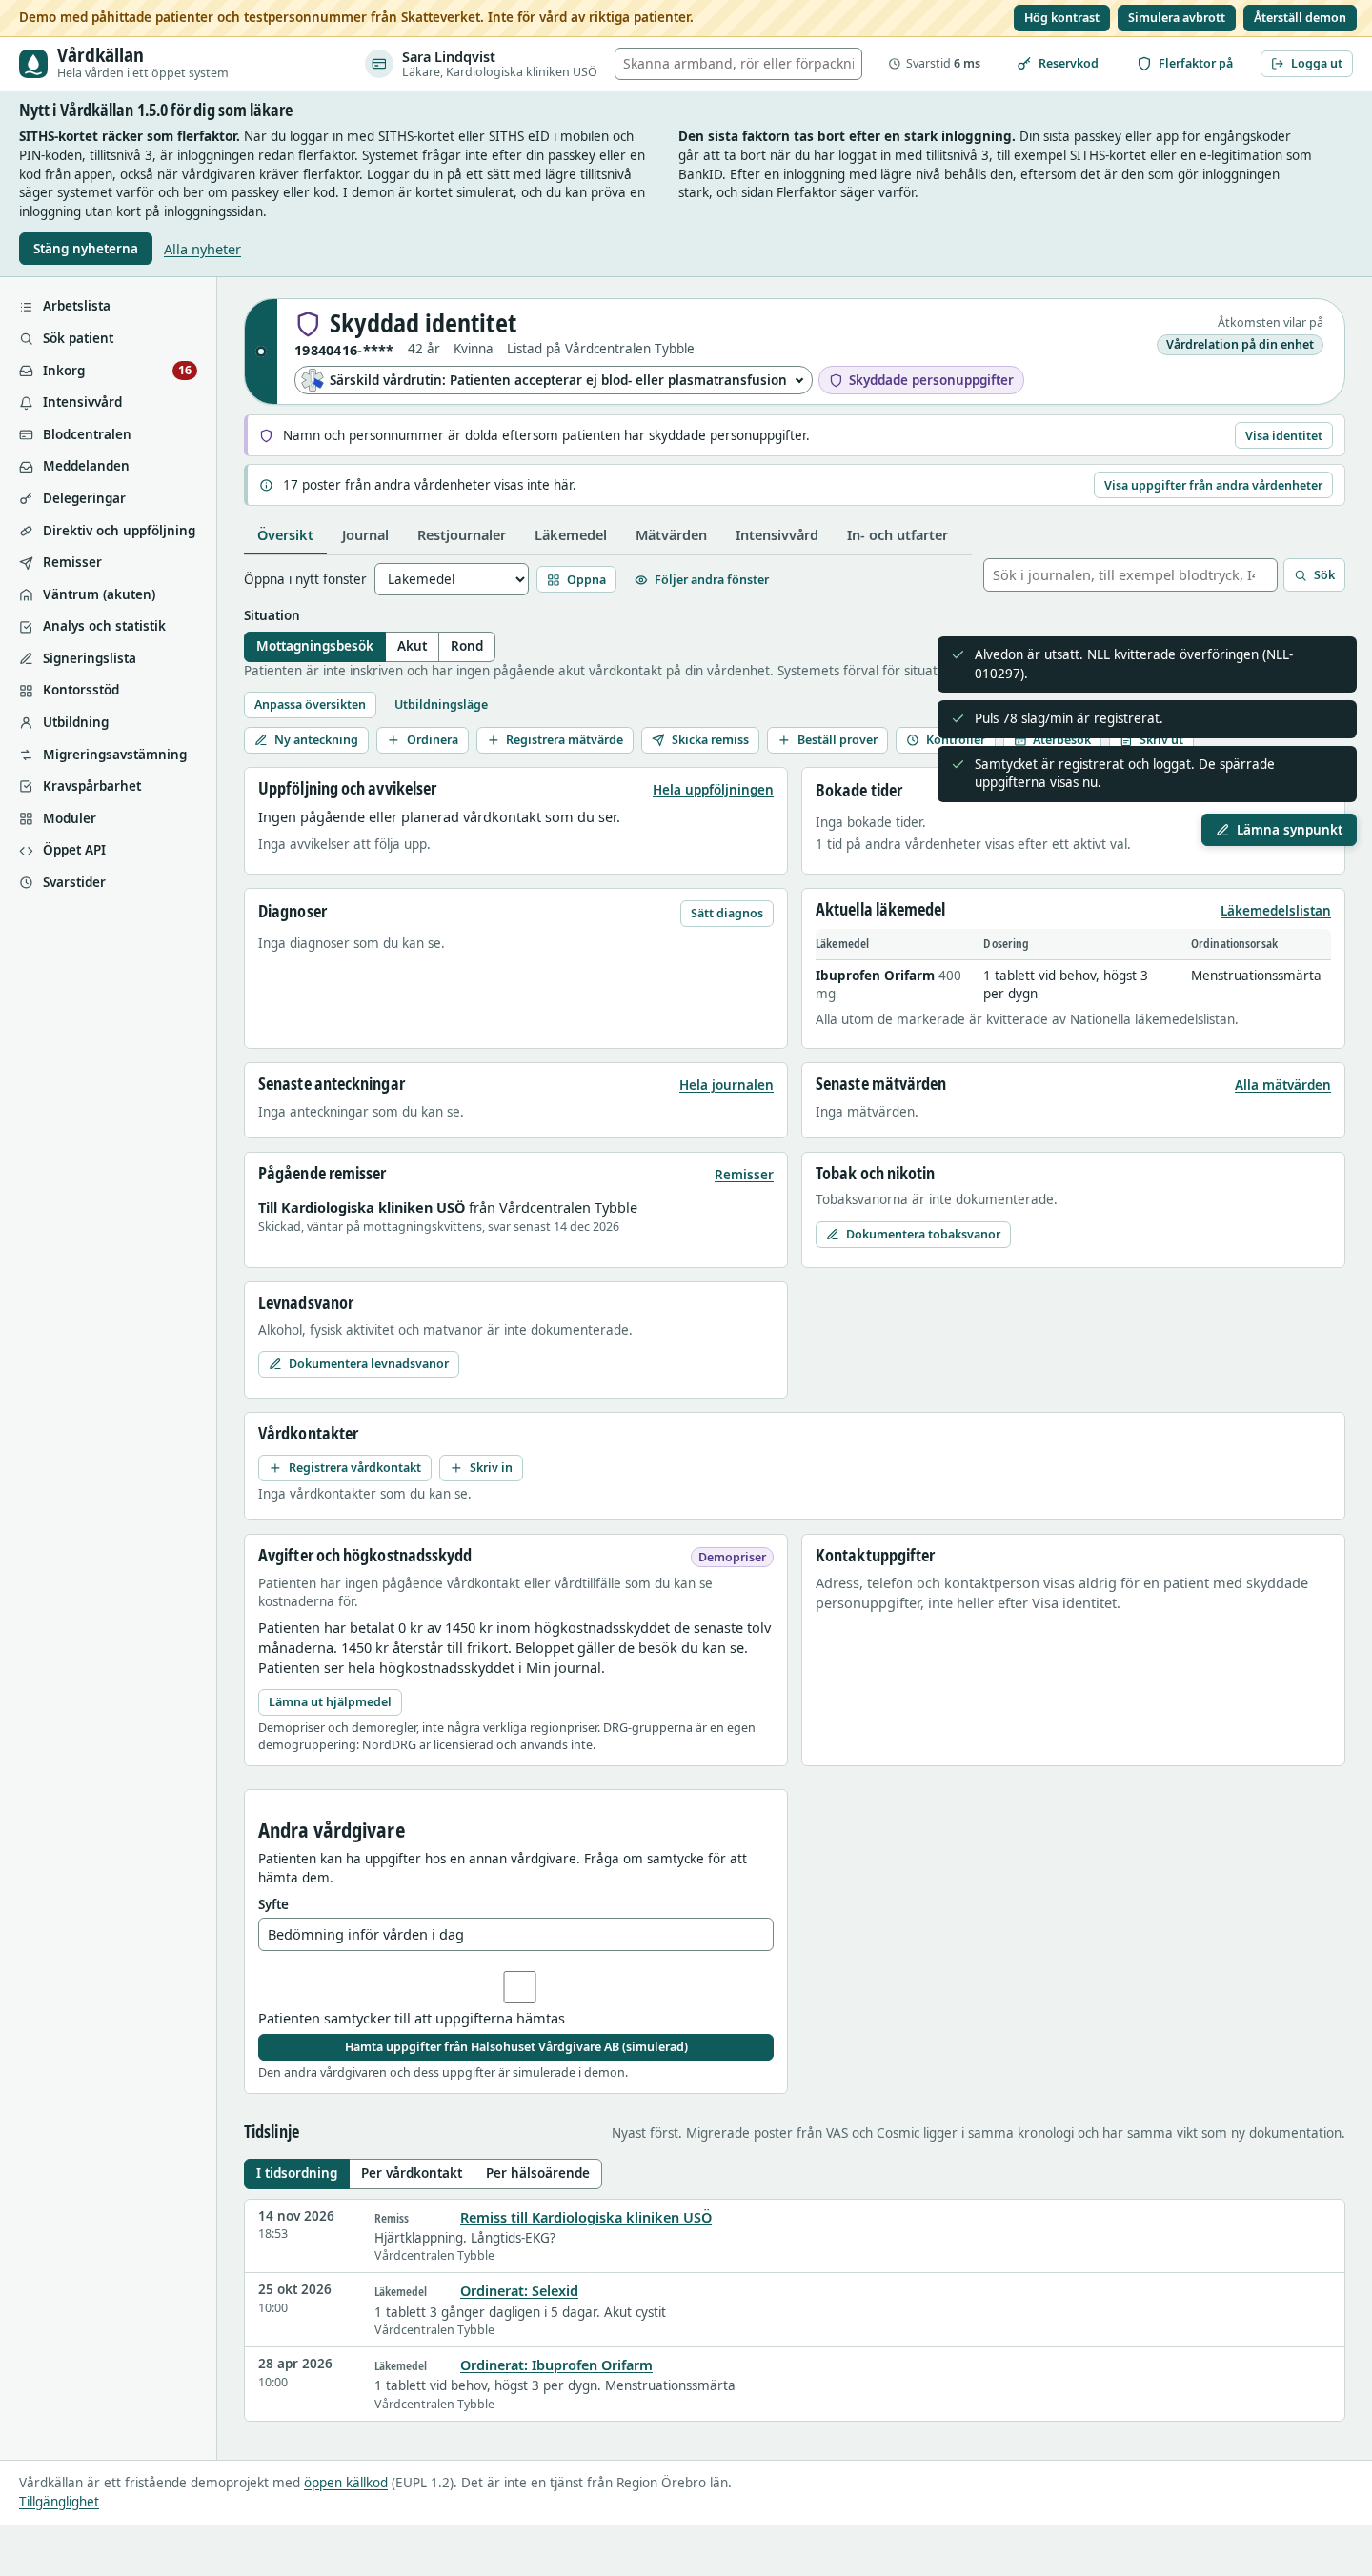 Demo med påhittade patienter och testpersonnummer från Skatteverket. Inte för vård av riktiga patienter.
Hög kontrast
Simulera avbrott
Återställ demon
Vårdkällan
Hela vården i ett öppet system
Sara Lindqvist
Läkare, Kardiologiska kliniken USÖ
Skanna armband, rör eller förpackni
Svarstid 6 ms
Reservkod
Flerfaktor på
Logga ut
Nytt i Vårdkällan 1.5.0 för dig som läkare
SITHS-kortet räcker som flerfaktor. När du loggar in med SITHS-kortet eller SITHS eID i mobilen och
PIN-koden, tillitsnivå 3, är inloggningen redan flerfaktor. Systemet frågar inte efter din passkey eller en
kod från appen, också när vårdgivaren kräver flerfaktor. Loggar du in på ett sätt med lägre tillitsnivå
säger systemet varför och ber om passkey eller kod. I demon är kortet simulerat, och du kan pröva en
inloggning utan kort på inloggningssidan.
Den sista faktorn tas bort efter en stark inloggning. Din sista passkey eller app för engångskoder
går att ta bort när du har loggat in med tillitsnivå 3, till exempel SITHS-kortet eller en e-legitimation som
BankID. Efter en inloggning med lägre nivå behålls den, eftersom det är den som gör inloggningen
stark, och sidan Flerfaktor säger varför.
Stäng nyheterna
Alla nyheter
Arbetslista
Sök patient
Inkorg
16
Intensivvård
Blodcentralen
Meddelanden
Delegeringar
Direktiv och uppföljning
Remisser
Väntrum (akuten)
Analys och statistik
Signeringslista
Kontorsstöd
Utbildning
Migreringsavstämning
Kravspårbarhet
Moduler
Öppet API
Svarstider
Skyddad identitet
19840416-**** 42 år Kvinna Listad på Vårdcentralen Tybble
Särskild vårdrutin: Patienten accepterar ej blod- eller plasmatransfusion
Skyddade personuppgifter
Åtkomsten vilar på
Vårdrelation på din enhet
Namn och personnummer är dolda eftersom patienten har skyddade personuppgifter.
Visa identitet
17 poster från andra vårdenheter visas inte här.
Visa uppgifter från andra vårdenheter
Översikt
Journal
Restjournaler
Läkemedel
Mätvärden
Intensivvård
In- och utfarter
Öppna i nytt fönster
Läkemedel
Öppna
Följer andra fönster
Sök i journalen, till exempel blodtryck, I4
Sök
Situation
Mottagningsbesök
Akut
Rond
Patienten är inte inskriven och har ingen pågående akut vårdkontakt på din vårdenhet. Systemets förval för situat
Alvedon är utsatt. NLL kvitterade överföringen (NLL-
010297).
Puls 78 slag/min är registrerat.
Samtycket är registrerat och loggat. De spärrade
uppgifterna visas nu.
Anpassa översikten
Utbildningsläge
Ny anteckning
Ordinera
Registrera mätvärde
Skicka remiss
Beställ prover
Kontroller
Återbesök
Skriv ut
Lämna synpunkt
Uppföljning och avvikelser
Hela uppföljningen
Ingen pågående eller planerad vårdkontakt som du ser.
Inga avvikelser att följa upp.
Bokade tider
Inga bokade tider.
1 tid på andra vårdenheter visas efter ett aktivt val.
Diagnoser
Sätt diagnos
Inga diagnoser som du kan se.
Aktuella läkemedel
Läkemedelslistan
Läkemedel
Dosering
Ordinationsorsak
Ibuprofen Orifarm 400
mg
1 tablett vid behov, högst 3
per dygn
Menstruationssmärta
Alla utom de markerade är kvitterade av Nationella läkemedelslistan.
Senaste anteckningar
Hela journalen
Inga anteckningar som du kan se.
Senaste mätvärden
Alla mätvärden
Inga mätvärden.
Pågående remisser
Remisser
Till Kardiologiska kliniken USÖ från Vårdcentralen Tybble
Skickad, väntar på mottagningskvittens, svar senast 14 dec 2026
Tobak och nikotin
Tobaksvanorna är inte dokumenterade.
Dokumentera tobaksvanor
Levnadsvanor
Alkohol, fysisk aktivitet och matvanor är inte dokumenterade.
Dokumentera levnadsvanor
Vårdkontakter
Registrera vårdkontakt
Skriv in
Inga vårdkontakter som du kan se.
Avgifter och högkostnadsskydd
Demopriser
Patienten har ingen pågående vårdkontakt eller vårdtillfälle som du kan se
kostnaderna för.
Patienten har betalat 0 kr av 1450 kr inom högkostnadsskyddet de senaste tolv
månaderna. 1450 kr återstår till frikort. Beloppet gäller de besök du kan se.
Patienten ser hela högkostnadsskyddet i Min journal.
Lämna ut hjälpmedel
Demopriser och demoregler, inte några verkliga regionpriser. DRG-grupperna är en egen
demogruppering: NordDRG är licensierad och används inte.
Kontaktuppgifter
Adress, telefon och kontaktperson visas aldrig för en patient med skyddade
personuppgifter, inte heller efter Visa identitet.
Andra vårdgivare
Patienten kan ha uppgifter hos en annan vårdgivare. Fråga om samtycke för att
hämta dem.
Syfte
Bedömning inför vården i dag
Patienten samtycker till att uppgifterna hämtas
Hämta uppgifter från Hälsohuset Vårdgivare AB (simulerad)
Den andra vårdgivaren och dess uppgifter är simulerade i demon.
Tidslinje
Nyast först. Migrerade poster från VAS och Cosmic ligger i samma kronologi och har samma vikt som ny dokumentation.
I tidsordning
Per vårdkontakt
Per hälsoärende
14 nov 2026
18:53
Remiss
Remiss till Kardiologiska kliniken USÖ
Hjärtklappning. Långtids-EKG?
Vårdcentralen Tybble
25 okt 2026
10:00
Läkemedel
Ordinerat: Selexid
1 tablett 3 gånger dagligen i 5 dagar. Akut cystit
Vårdcentralen Tybble
28 apr 2026
10:00
Läkemedel
Ordinerat: Ibuprofen Orifarm
1 tablett vid behov, högst 3 per dygn. Menstruationssmärta
Vårdcentralen Tybble
Vårdkällan är ett fristående demoprojekt med öppen källkod (EUPL 1.2). Det är inte en tjänst från Region Örebro län.
Tillgänglighet